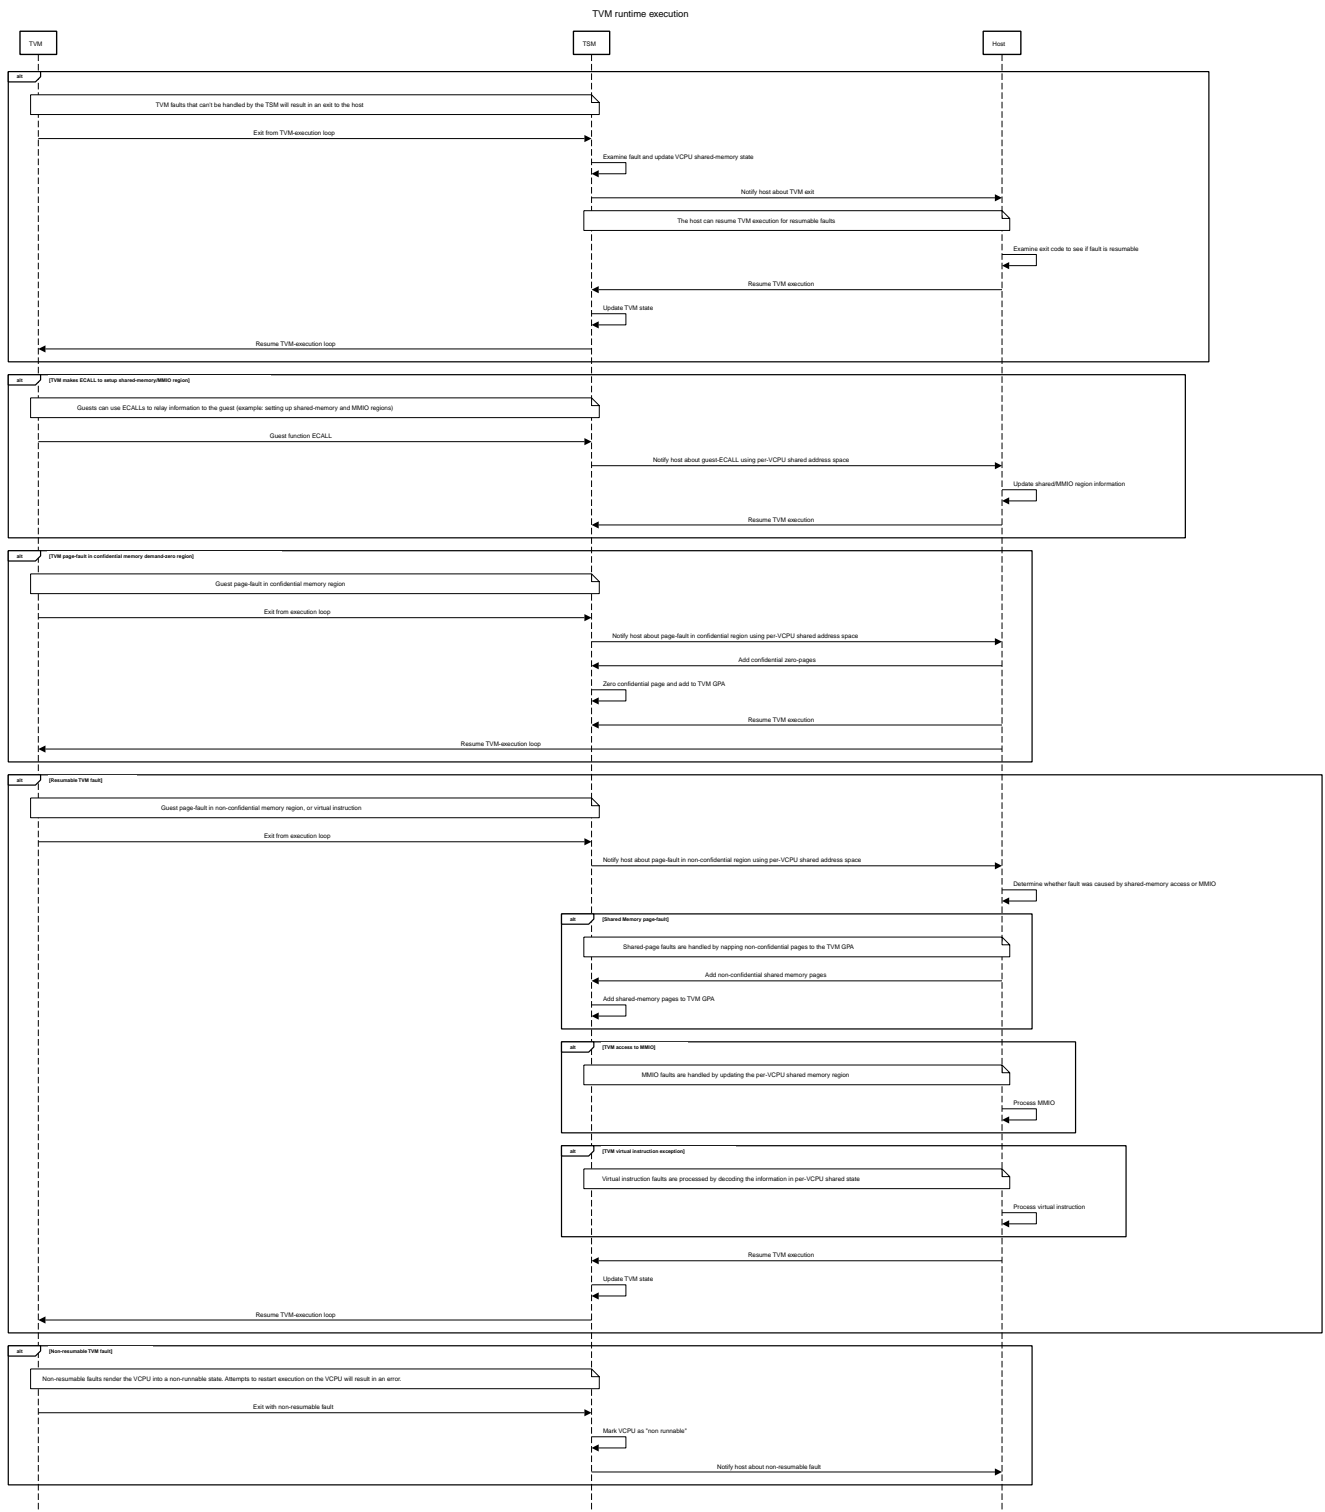 TVM runtime execution
TVM
TSM
Host
alt
TVM faults that can't be handled by the TSM will result in an exit to the host
Exit from TVM-execution loop
Examine fault and update VCPU shared-memory state
Notify host about TVM exit
The host can resume TVM execution for resumable faults
Examine exit code to see if fault is resumable
Resume TVM execution
Update TVM state
Resume TVM-execution loop
alt
[TVM makes ECALL to setup shared-memory/MMIO region]
Guests can use ECALLs to relay information to the guest (example: setting up shared-memory and MMIO regions)
Guest function ECALL
Notify host about guest-ECALL using per-VCPU shared address space
Update shared/MMIO region information
Resume TVM execution
alt
[TVM page-fault in confidential memory demand-zero region]
Guest page-fault in confidential memory region
Exit from execution loop
Notify host about page-fault in confidential region using per-VCPU shared address space
Add confidential zero-pages
Zero confidential page and add to TVM GPA
Resume TVM execution
Resume TVM-execution loop
alt
[Resumable TVM fault]
Guest page-fault in non-confidential memory region, or virtual instruction
Exit from execution loop
Notify host about page-fault in non-confidential region using per-VCPU shared address space
Determine whether fault was caused by shared-memory access or MMIO
alt
[Shared Memory page-fault]
Shared-page faults are handled by napping non-confidential pages to the TVM GPA
Add non-confidential shared memory pages
Add shared-memory pages to TVM GPA
alt
[TVM access to MMIO]
MMIO faults are handled by updating the per-VCPU shared memory region
Process MMIO
alt
[TVM virtual instruction exception]
Virtual instruction faults are processed by decoding the information in per-VCPU shared state
Process virtual instruction
Resume TVM execution
Update TVM state
Resume TVM-execution loop
alt
[Non-resumable TVM fault]
Non-resumable faults render the VCPU into a non-runnable state. Attempts to restart execution on the VCPU will result in an error.
Exit with non-resumable fault
Mark VCPU as "non runnable"
Notify host about non-resumable fault